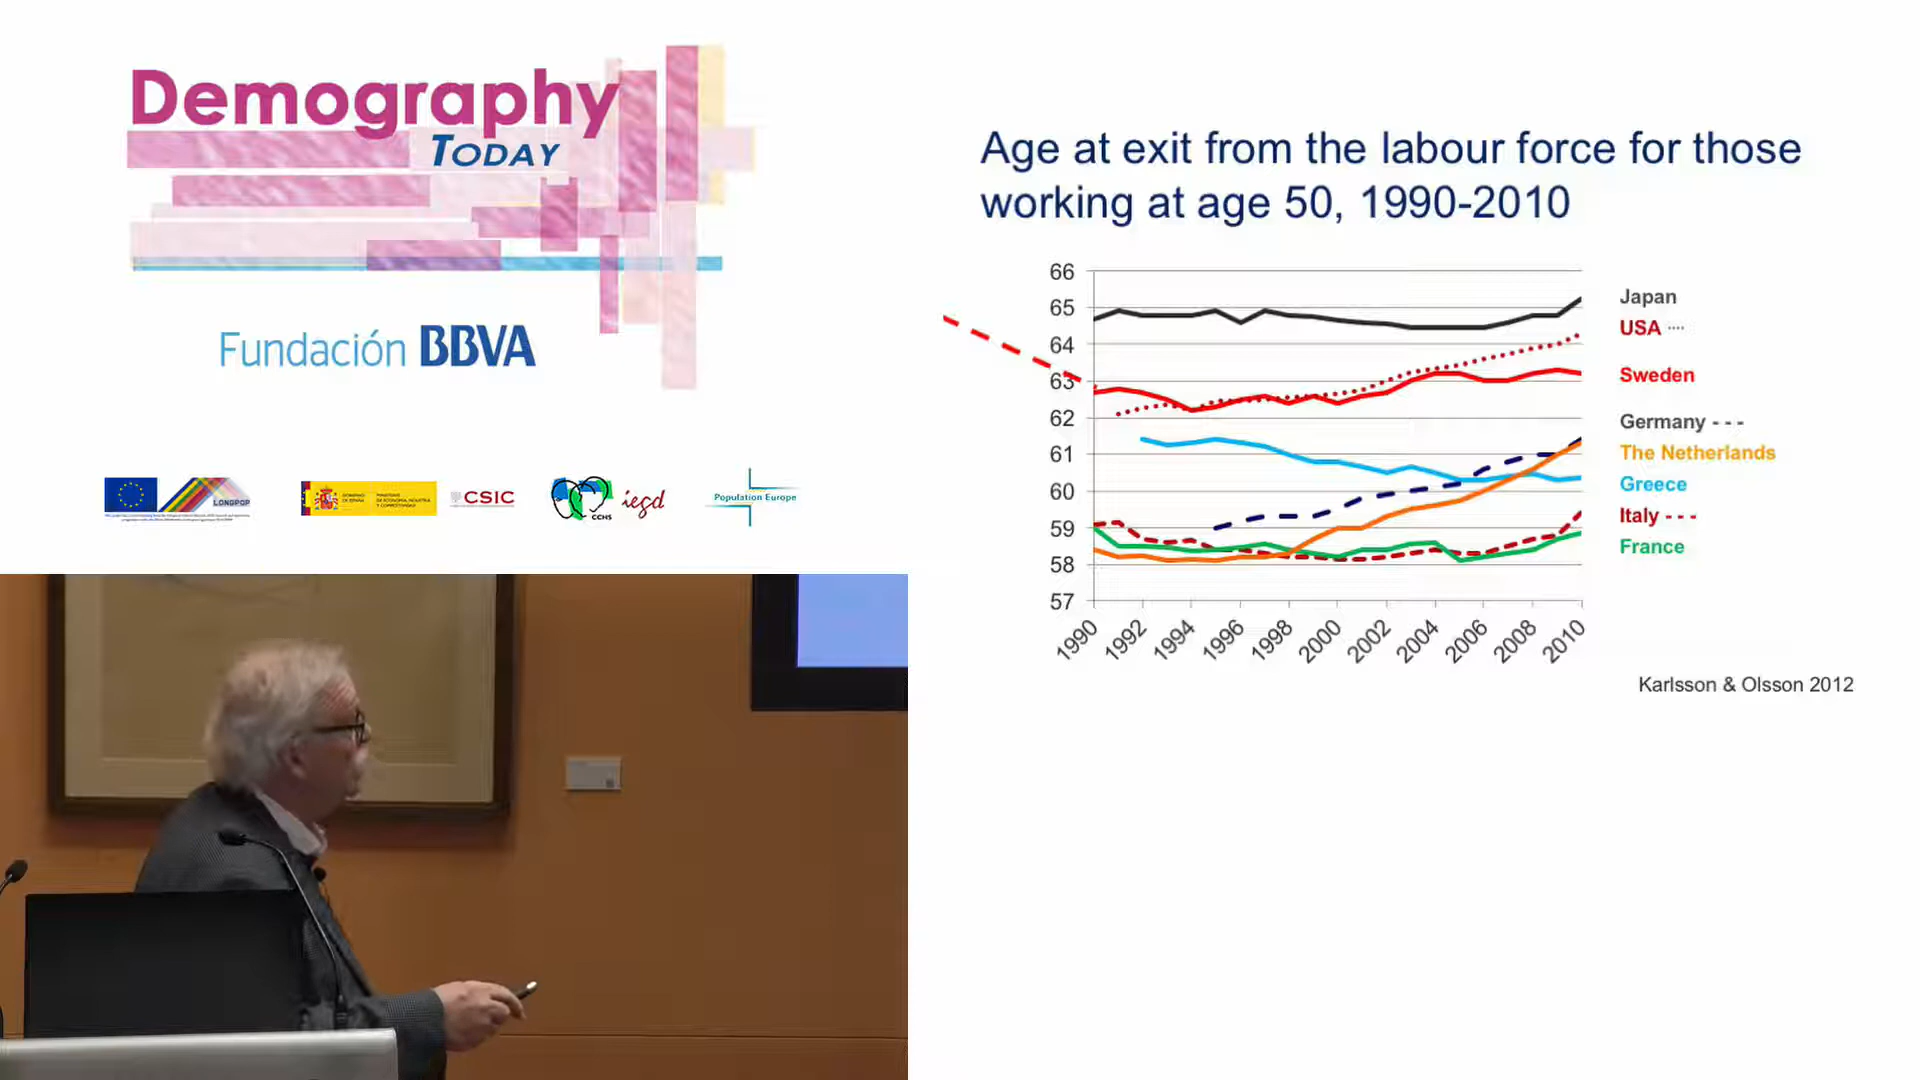 Demography
TODAY
Fundación BBVA
LONGPOP
CSIC
CCHS
iegd
Population Europe
Age at exit from the labour force for those
working at age 50, 1990-2010
66
65
64
63
62
61
60
59
58
57
1990
1992
1994
1996
1998
2000
2002
2004
2006
2008
2010
Japan
USA ....
Sweden
Germany - - -
The Netherlands
Greece
Italy - - -
France
Karlsson & Olsson 2012